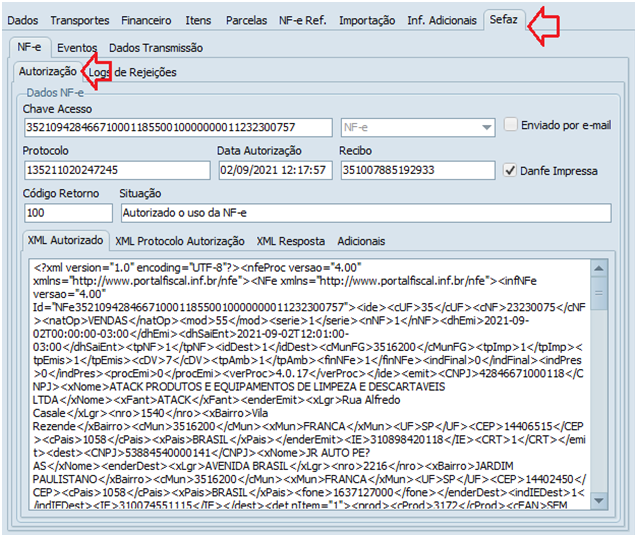 Dados Transportes Financeiro Itens Parcelas NF-e Ref. Importação Inf. Adicionais Sefaz
NF-e Eventos Dados Transmissão
Autorização Logs de Rejeições
Dados NF-e
Chave Acesso
35210942846671000118550010000000011232300757 NF-e Enviado por e-mail
Protocolo Data Autorização Recibo
135211020247245 02/09/2021 12:17:57 351007885192933 Danfe Impressa
Código Retorno Situação
100 Autorizado o uso da NF-e
XML Autorizado XML Protocolo Autorização XML Resposta Adicionais
<?xml version="1.0" encoding="UTF-8"?><nfeProc versao="4.00"
xmlns="http://www.portalfiscal.inf.br/nfe"><NFe xmlns="http://www.portalfiscal.inf.br/nfe"><infNFe
versao="4.00"
Id="NFe35210942846671000118550010000000011232300757"><ide><cUF>35</cUF><cNF>23230075</cNF
><natOp>VENDAS</natOp><mod>55</mod><serie>1</serie><nNF>1</nNF><dhEmi>2021-09-
02T00:00:00-03:00</dhEmi><dhSaiEnt>2021-09-02T12:01:00-
03:00</dhSaiEnt><tpNF>1</tpNF><idDest>1</idDest><cMunFG>3516200</cMunFG><tpImp>1</tpImp><
tpEmis>1</tpEmis><cDV>7</cDV><tpAmb>1</tpAmb><finNFe>1</finNFe><indFinal>0</indFinal><indPres
>0</indPres><procEmi>0</procEmi><verProc>4.0.17</verProc></ide><emit><CNPJ>42846671000118</C
NPJ><xNome>ATACK PRODUTOS E EQUIPAMENTOS DE LIMPEZA E DESCARTAVEIS
LTDA</xNome><xFant>ATACK</xFant><enderEmit><xLgr>Rua Alfredo
Casale</xLgr><nro>1540</nro><xBairro>Vila
Rezende</xBairro><cMun>3516200</cMun><xMun>FRANCA</xMun><UF>SP</UF><CEP>14406515</CEP
><cPais>1058</cPais><xPais>BRASIL</xPais></enderEmit><IE>310898420118</IE><CRT>1</CRT></emi
t><dest><CNPJ>53884540000141</CNPJ><xNome>JR AUTO PE?
AS</xNome><enderDest><xLgr>AVENIDA BRASIL</xLgr><nro>2216</nro><xBairro>JARDIM
PAULISTANO</xBairro><cMun>3516200</cMun><xMun>FRANCA</xMun><UF>SP</UF><CEP>14402450</
CEP><cPais>1058</cPais><xPais>BRASIL</xPais><fone>1637127000</fone></enderDest><indIEDest>1<
/indIEDest><IE>310074551115</IE></dest><det nItem="1"><prod><cProd>3172</cProd><cEAN>SEM